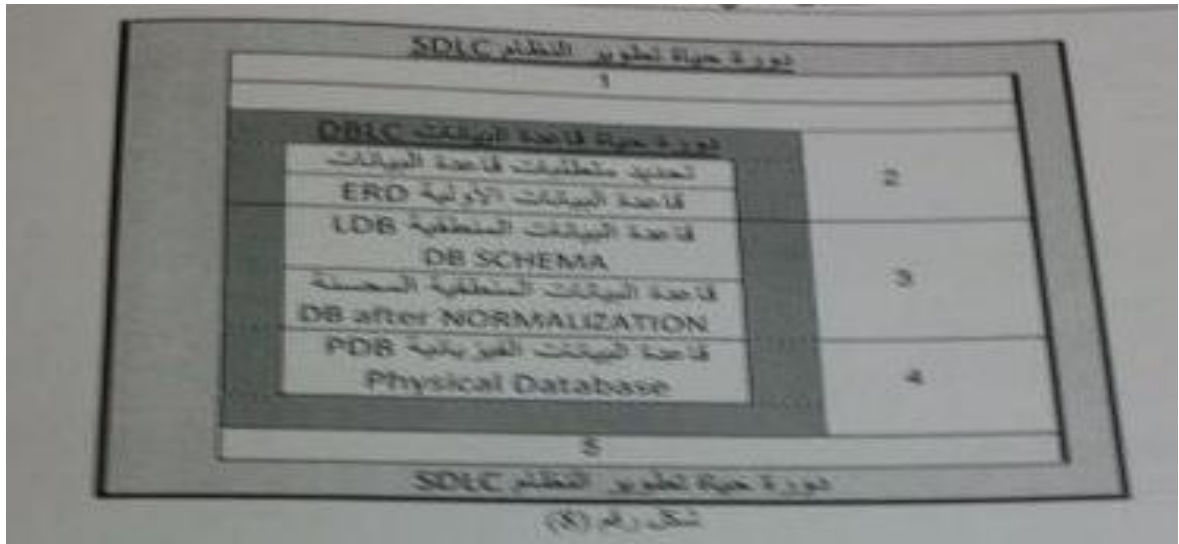 دورة حياة تطوير النظام SDLC
1
دورة حياة قاعدة البيانات DBLC
تحديد متطلبات قاعدة البيانات
قاعدة البيانات الأولية ERD
2
قاعدة البيانات المنطقية LDB
DB SCHEMA
قاعدة البيانات المنطقية المحسنة
DB after NORMALIZATION
3
قاعدة البيانات الفيزيائية PDB
Physical Database
4
5
دورة حياة تطوير النظام SDLC
شكل رقم (8)